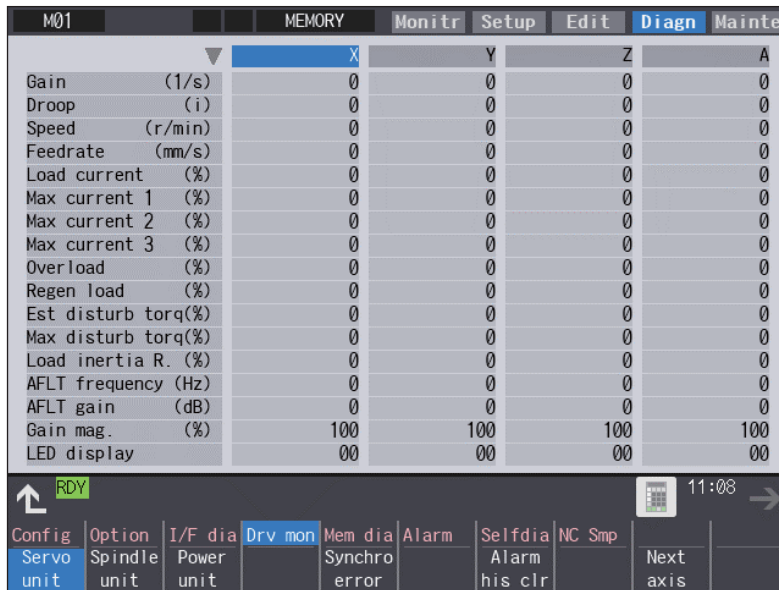 M01 MEMORY Monitr Setup Edit Diagn Mainte
X Y Z A
Gain (1/s) 0 0 0 0
Droop (i) 0 0 0 0
Speed (r/min) 0 0 0 0
Feedrate (mm/s) 0 0 0 0
Load current (%) 0 0 0 0
Max current 1 (%) 0 0 0 0
Max current 2 (%) 0 0 0 0
Max current 3 (%) 0 0 0 0
Overload (%) 0 0 0 0
Regen load (%) 0 0 0 0
Est disturb torq(%) 0 0 0 0
Max disturb torq(%) 0 0 0 0
Load inertia R. (%) 0 0 0 0
AFLT frequency (Hz) 0 0 0 0
AFLT gain (dB) 0 0 0 0
Gain mag. (%) 100 100 100 100
LED display 00 00 00 00
RDY 11:08
Config Option I/F dia Drv mon Mem dia Alarm Selfdia NC Smp
Servo Spindle Power Synchro Alarm Next
unit unit unit error his clr axis